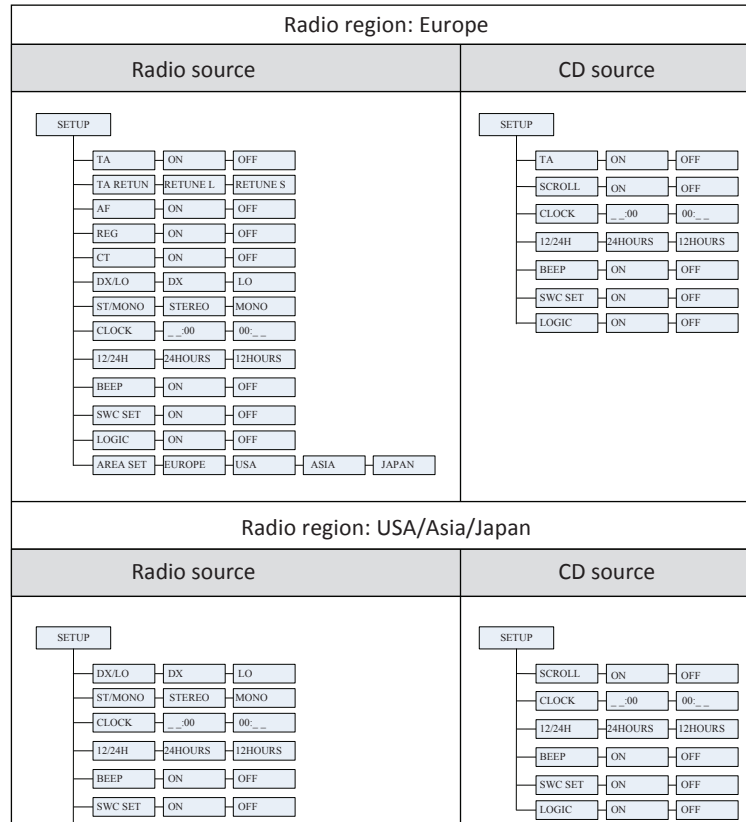 Radio region: Europe
Radio source
CD source
SETUP
TA ON OFF
TA RETUN RETUNE L RETUNE S
AF ON OFF
REG ON OFF
CT ON OFF
DX/LO DX LO
ST/MONO STEREO MONO
CLOCK _ _:00 00:_ _
12/24H 24HOURS 12HOURS
BEEP ON OFF
SWC SET ON OFF
LOGIC ON OFF
AREA SET EUROPE USA ASIA JAPAN
SETUP
TA ON OFF
SCROLL ON OFF
CLOCK _ _:00 00:_ _
12/24H 24HOURS 12HOURS
BEEP ON OFF
SWC SET ON OFF
LOGIC ON OFF
Radio region: USA/Asia/Japan
Radio source
CD source
SETUP
DX/LO DX LO
ST/MONO STEREO MONO
CLOCK _ _:00 00:_ _
12/24H 24HOURS 12HOURS
BEEP ON OFF
SWC SET ON OFF
SETUP
SCROLL ON OFF
CLOCK _ _:00 00:_ _
12/24H 24HOURS 12HOURS
BEEP ON OFF
SWC SET ON OFF
LOGIC ON OFF